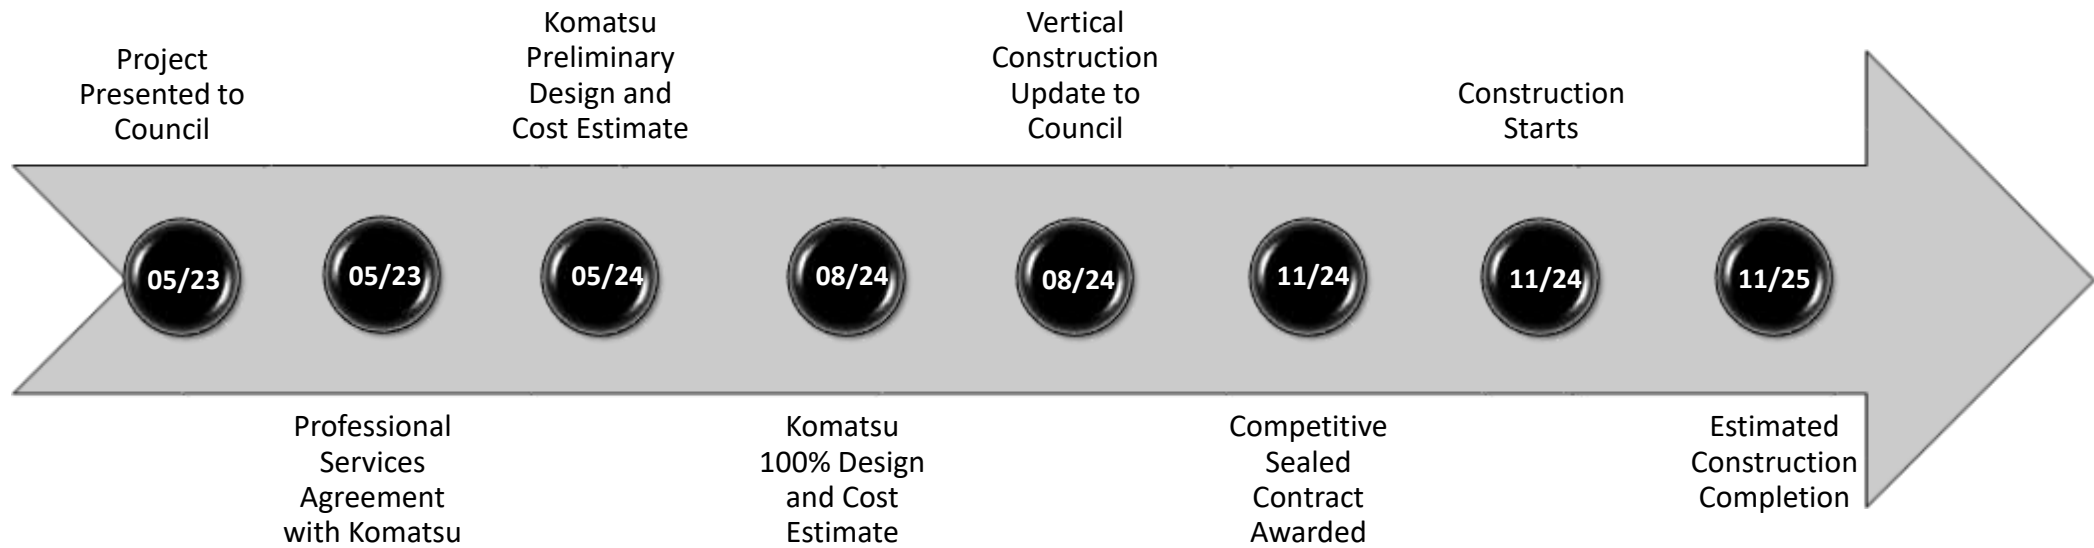 Project
Presented to
Council
Komatsu
Preliminary
Design and
Cost Estimate
Vertical
Construction
Update to
Council
Construction
Starts
05/23
05/23
05/24
08/24
08/24
11/24
11/24
11/25
Professional
Services
Agreement
with Komatsu
Komatsu
100% Design
and Cost
Estimate
Competitive
Sealed
Contract
Awarded
Estimated
Construction
Completion